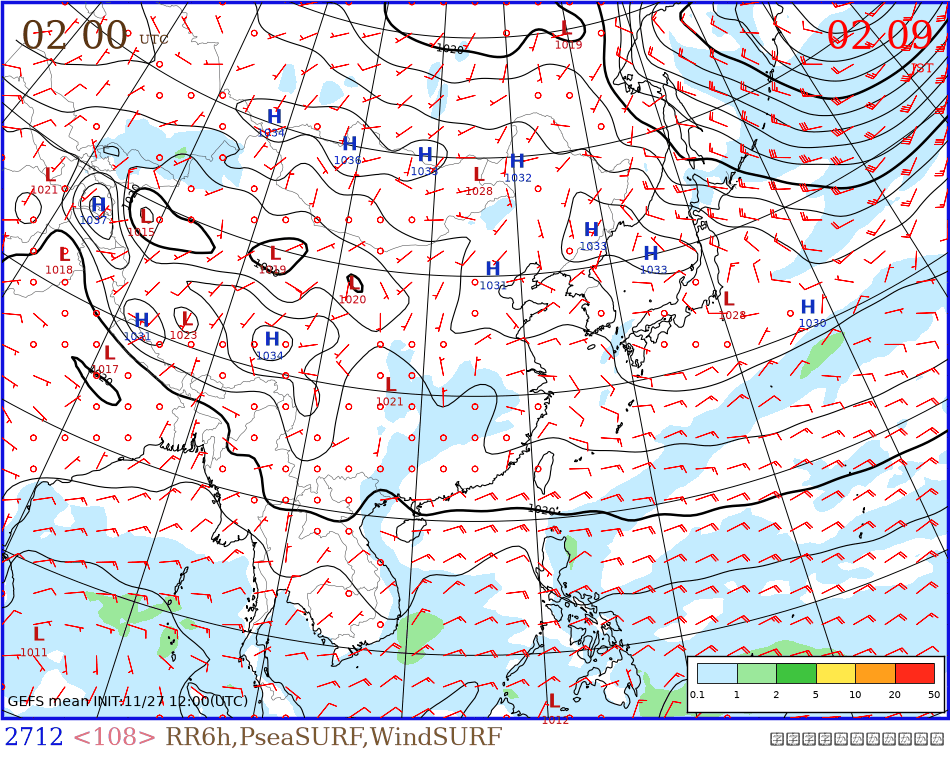 02 00 UTC
02 09 JST
1020
L 1019
H 1034
H 1036
H 1035
H 1032
L 1028
L 1021
H 1037
L 1015
1020
H 1033
H 1033
L 1018
L 1019
H 1031
L 1020
L 1028
H 1030
H 1031
L 1023
H 1034
L 1017
L 1021
1020
L 1011
L 1012
0.1 1 2 5 10 20 50
GEFS mean INIT:11/27 12:00(UTC)
2712 <108> RR6h,PseaSURF,WindSURF